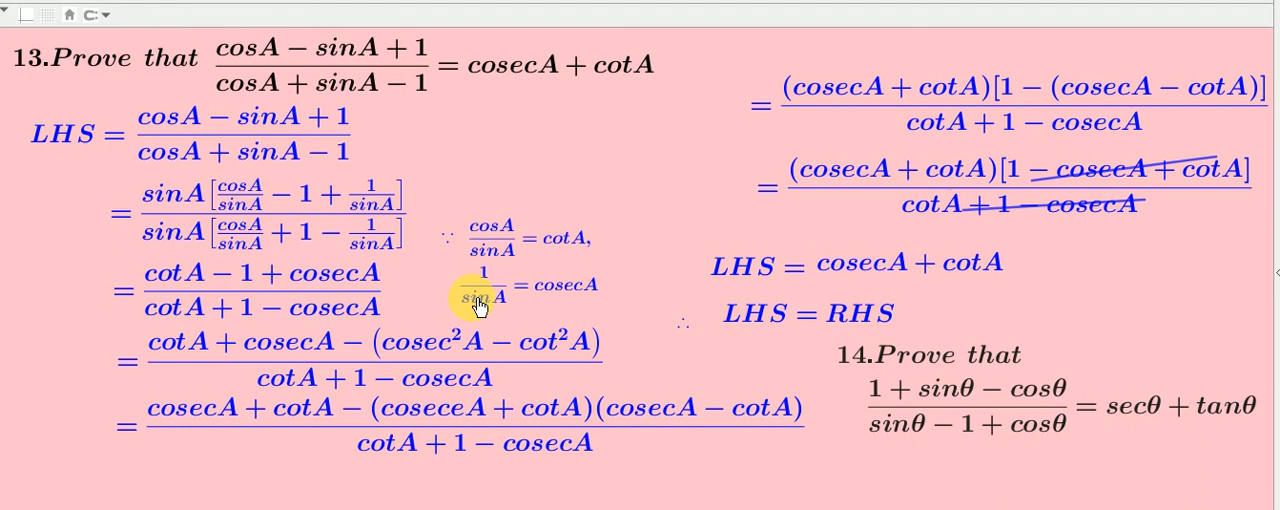 13.Prove that (cosA − sinA + 1)/(cosA + sinA − 1) = cosecA + cotA
LHS = (cosA − sinA + 1)/(cosA + sinA − 1)
= sinA[cosA/sinA − 1 + 1/sinA]/sinA[cosA/sinA + 1 − 1/sinA]
∵ cosA/sinA = cotA,
1/sinA = cosecA
= (cotA − 1 + cosecA)/(cotA + 1 − cosecA)
= (cotA + cosecA − (cosec²A − cot²A))/(cotA + 1 − cosecA)
= (cosecA + cotA − (coseceA + cotA)(cosecA − cotA))/(cotA + 1 − cosecA)
= (cosecA + cotA)[1 − (cosecA − cotA)]/(cotA + 1 − cosecA)
= (cosecA + cotA)[1 − cosecA + cotA]/(cotA + 1 − cosecA)
LHS = cosecA + cotA
∴ LHS = RHS
14.Prove that
(1 + sinθ − cosθ)/(sinθ − 1 + cosθ) = secθ + tanθ